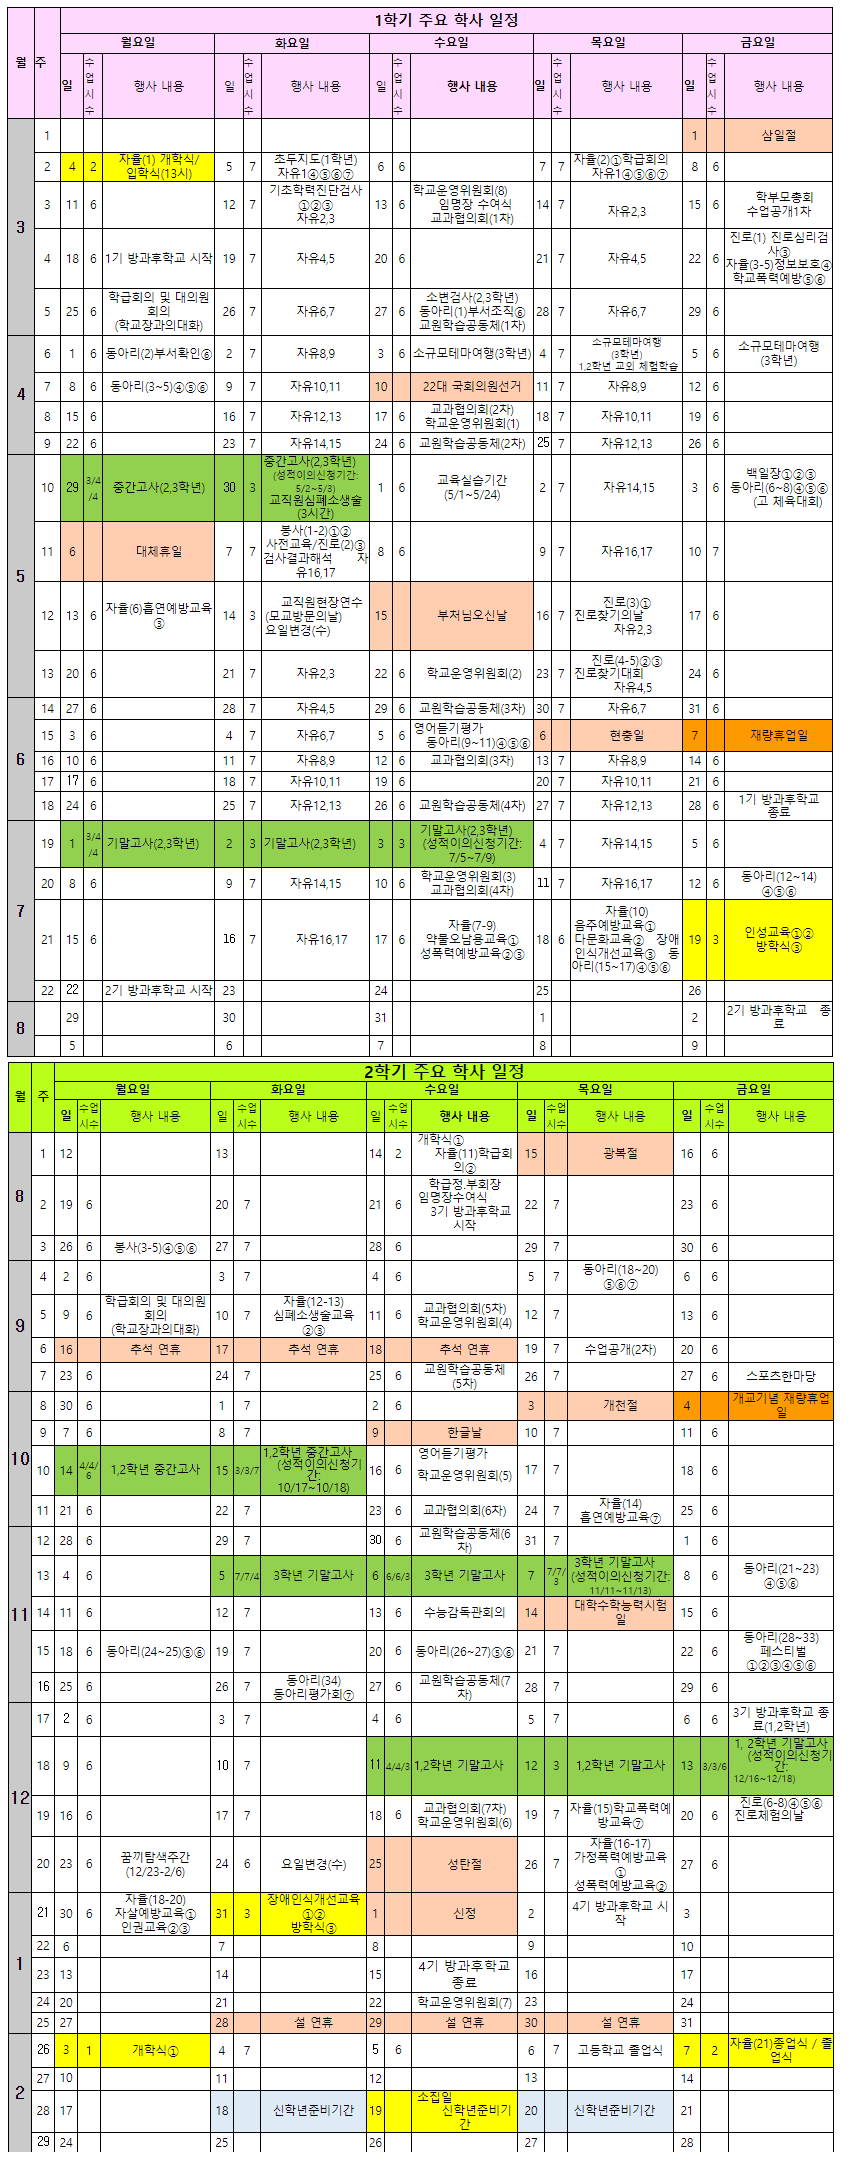 1학기 주요 학사 일정
월 주 월요일 화요일 수요일 목요일 금요일
일 수업시수 행사 내용 일 수업시수 행사 내용 일 수업시수 행사 내용 일 수업시수 행사 내용 일 수업시수 행사 내용
3
1 1 삼일절
2 4 2 자율(1) 개학식/ 입학식(13시) 5 7 초두지도(1학년) 자유1④⑤⑥⑦ 6 6 7 7 자율(2)①학급회의 자유1④⑤⑥⑦ 8 6
3 11 6 12 7 기초학력진단검사 ①②③ 자유2,3 13 6 학교운영위원회(8) 임명장 수여식 교과협의회(1차) 14 7 자유2,3 15 6 학부모총회 수업공개1차
4 18 6 1기 방과후학교 시작 19 7 자유4,5 20 6 21 7 자유4,5 22 6 진로(1) 진로심리검사③ 자율(3-5)정보보호④ 학교폭력예방⑤⑥
5 25 6 학급회의 및 대의원회의 (학교장과의대화) 26 7 자유6,7 27 6 소변검사(2,3학년) 동아리(1)부서조직⑥ 교원학습공동체(1차) 28 7 자유6,7 29 6
4
6 1 6 동아리(2)부서확인⑥ 2 7 자유8,9 3 6 소규모테마여행(3학년) 4 7 소규모테마여행 (3학년) 1,2학년 교외 체험학습 5 6 소규모테마여행 (3학년)
7 8 6 동아리(3~5)④⑤⑥ 9 7 자유10,11 10 22대 국회의원선거 11 7 자유8,9 12 6
8 15 6 16 7 자유12,13 17 6 교과협의회(2차) 학교운영위원회(1) 18 7 자유10,11 19 6
9 22 6 23 7 자유14,15 24 6 교원학습공동체(2차) 25 7 자유12,13 26 6
5
10 29 3/4/4 중간고사(2,3학년) 30 3 중간고사(2,3학년) (성적이의신청기간: 5/2~5/3) 교직원심폐소생술 (3시간) 1 6 교육실습기간 (5/1~5/24) 2 7 자유14,15 3 6 백일장①②③ 동아리(6~8)④⑤⑥ (고 체육대회)
11 6 대체휴일 7 7 봉사(1-2)①② 사전교육/진로(2)③ 검사결과해석 자유16,17 8 6 9 7 자유16,17 10 7
12 13 6 자율(6)흡연예방교육③ 14 3 교직원현장연수 (모교방문의날) 요일변경(수) 15 부처님오신날 16 7 진로(3)① 진로찾기의날 자유2,3 17 6
13 20 6 21 7 자유2,3 22 6 학교운영위원회(2) 23 7 진로(4-5)②③ 진로찾기대회 자유4,5 24 6
6
14 27 6 28 7 자유4,5 29 6 교원학습공동체(3차) 30 7 자유6,7 31 6
15 3 6 4 7 자유6,7 5 6 영어듣기평가 동아리(9~11)④⑤⑥ 6 현충일 7 재량휴업일
16 10 6 11 7 자유8,9 12 6 교과협의회(3차) 13 7 자유8,9 14 6
17 17 6 18 7 자유10,11 19 6 20 7 자유10,11 21 6
18 24 6 25 7 자유12,13 26 6 교원학습공동체(4차) 27 7 자유12,13 28 6 1기 방과후학교 종료
7
19 1 3/4/4 기말고사(2,3학년) 2 3 기말고사(2,3학년) 3 3 기말고사(2,3학년) (성적이의신청기간: 7/5~7/9) 4 7 자유14,15 5 6
20 8 6 9 7 자유14,15 10 6 학교운영위원회(3) 교과협의회(4차) 11 7 자유16,17 12 6 동아리(12~14) ④⑤⑥
21 15 6 16 7 자유16,17 17 6 자율(7-9) 약물오남용교육① 성폭력예방교육②③ 18 6 자율(10) 음주예방교육① 다문화교육② 장애인식개선교육③ 동아리(15~17)④⑤⑥ 19 3 인성교육①② 방학식③
22 22 2기 방과후학교 시작 23 24 25 26
8
29 30 31 1 2 2기 방과후학교 종료
5 6 7 8 9
2학기 주요 학사 일정
월 주 월요일 화요일 수요일 목요일 금요일
일 수업시수 행사 내용 일 수업시수 행사 내용 일 수업시수 행사 내용 일 수업시수 행사 내용 일 수업시수 행사 내용
8
1 12 13 14 2 개학식① 자율(11)학급회의② 15 광복절 16 6
2 19 6 20 7 21 6 학급정.부회장 임명장수여식 3기 방과후학교 시작 22 7 23 6
3 26 6 봉사(3-5)④⑤⑥ 27 7 28 6 29 7 30 6
9
4 2 6 3 7 4 6 5 7 동아리(18~20) ⑤⑥⑦ 6 6
5 9 6 학급회의 및 대의원회의 (학교장과의대화) 10 7 자율(12-13) 심폐소생술교육 ②③ 11 6 교과협의회(5차) 학교운영위원회(4) 12 7 13 6
6 16 추석 연휴 17 추석 연휴 18 추석 연휴 19 7 수업공개(2차) 20 6
7 23 6 24 7 25 6 교원학습공동체 (5차) 26 7 27 6 스포츠한마당
10
8 30 6 1 7 2 6 3 개천절 4 개교기념 재량휴업일
9 7 6 8 7 9 한글날 10 7 11 6
10 14 4/4/6 1,2학년 중간고사 15 3/3/7 1,2학년 중간고사 (성적이의신청기간: 10/17~10/18) 16 6 영어듣기평가 학교운영위원회(5) 17 7 18 6
11 21 6 22 7 23 6 교과협의회(6차) 24 7 자율(14) 흡연예방교육⑦ 25 6
11
12 28 6 29 7 30 6 교원학습공동체(6차) 31 7 1 6
13 4 6 5 7/7/4 3학년 기말고사 6 6/6/3 3학년 기말고사 7 7/7/3 3학년 기말고사 (성적이의신청기간: 11/11~11/13) 8 6 동아리(21~23) ④⑤⑥
14 11 6 12 7 13 6 수능감독관회의 14 대학수학능력시험일 15 6
15 18 6 동아리(24~25)⑤⑥ 19 7 20 6 동아리(26~27)⑤⑥ 21 7 22 6 동아리(28~33) 페스티벌 ①②③④⑤⑥
16 25 6 26 7 동아리(34) 동아리평가회⑦ 27 6 교원학습공동체(7차) 28 7 29 6
12
17 2 6 3 7 4 6 5 7 6 6 3기 방과후학교 종료(1,2학년)
18 9 6 10 7 11 4/4/3 1,2학년 기말고사 12 3 1,2학년 기말고사 13 3/3/6 1, 2학년 기말고사 (성적이의신청기간: 12/16~12/18)
19 16 6 17 7 18 6 교과협의회(7차) 학교운영위원회(6) 19 7 자율(15)학교폭력예방교육⑦ 20 6 진로(6-8)④⑤⑥ 진로체험의날
20 23 6 꿈끼탐색주간 (12/23-2/6) 24 6 요일변경(수) 25 성탄절 26 7 자율(16-17) 가정폭력예방교육① 성폭력예방교육② 27 6
1
21 30 6 자율(18-20) 자살예방교육① 인권교육②③ 31 3 장애인식개선교육 ①② 방학식③ 1 신정 2 4기 방과후학교 시작 3
22 6 7 8 9 10
23 13 14 15 4기 방과후학교 종료 16 17
24 20 21 22 학교운영위원회(7) 23 24
25 27 28 설 연휴 29 설 연휴 30 설 연휴 31
2
26 3 1 개학식① 4 7 5 6 6 7 고등학교 졸업식 7 2 자율(21)종업식 / 졸업식
27 10 11 12 13 14
28 17 18 신학년준비기간 19 소집일 신학년준비기간 20 신학년준비기간 21
29 24 25 26 27 28